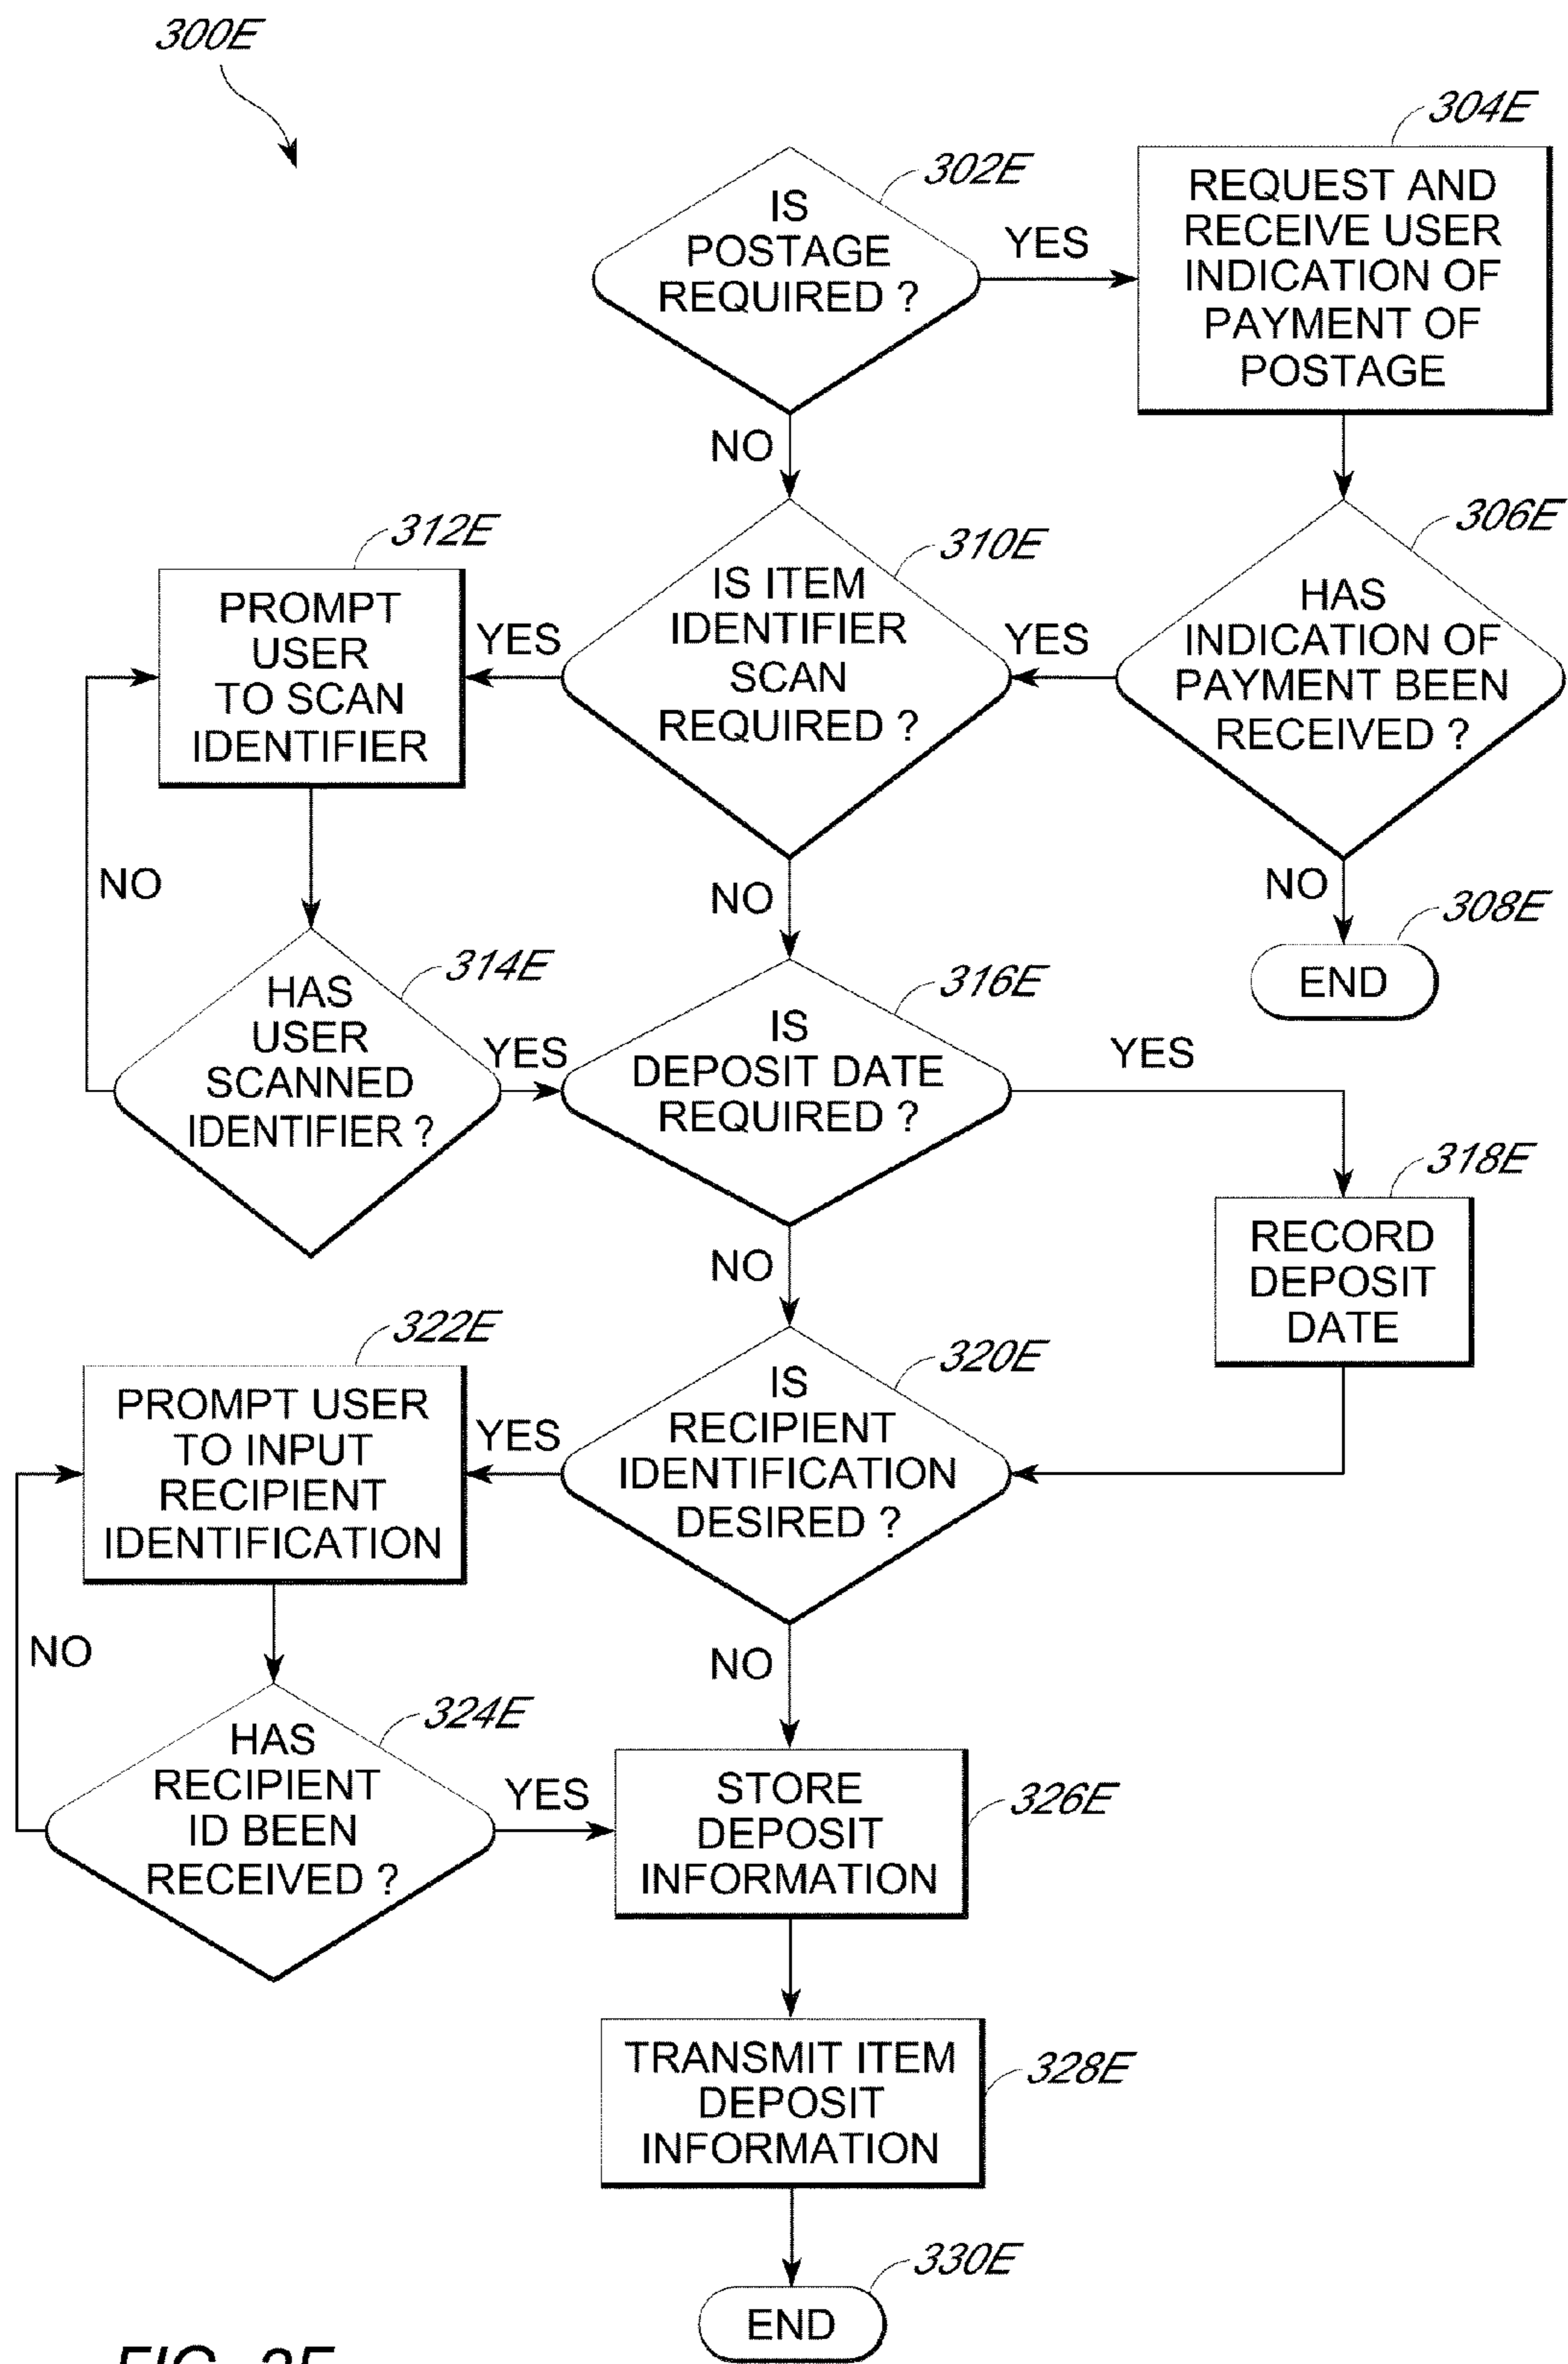 300E
302E
IS
POSTAGE
REQUIRED ?
YES
304E
REQUEST AND
RECEIVE USER
INDICATION OF
PAYMENT OF
POSTAGE
NO
306E
HAS
INDICATION OF
PAYMENT BEEN
RECEIVED ?
YES
NO
308E
END
310E
IS ITEM
IDENTIFIER
SCAN
REQUIRED ?
YES
NO
312E
PROMPT
USER
TO SCAN
IDENTIFIER
314E
HAS
USER
SCANNED
IDENTIFIER ?
NO
YES
316E
IS
DEPOSIT DATE
REQUIRED ?
YES
NO
318E
RECORD
DEPOSIT
DATE
320E
IS
RECIPIENT
IDENTIFICATION
DESIRED ?
YES
NO
322E
PROMPT USER
TO INPUT
RECIPIENT
IDENTIFICATION
324E
HAS
RECIPIENT
ID BEEN
RECEIVED ?
NO
YES
326E
STORE
DEPOSIT
INFORMATION
328E
TRANSMIT ITEM
DEPOSIT
INFORMATION
330E
END